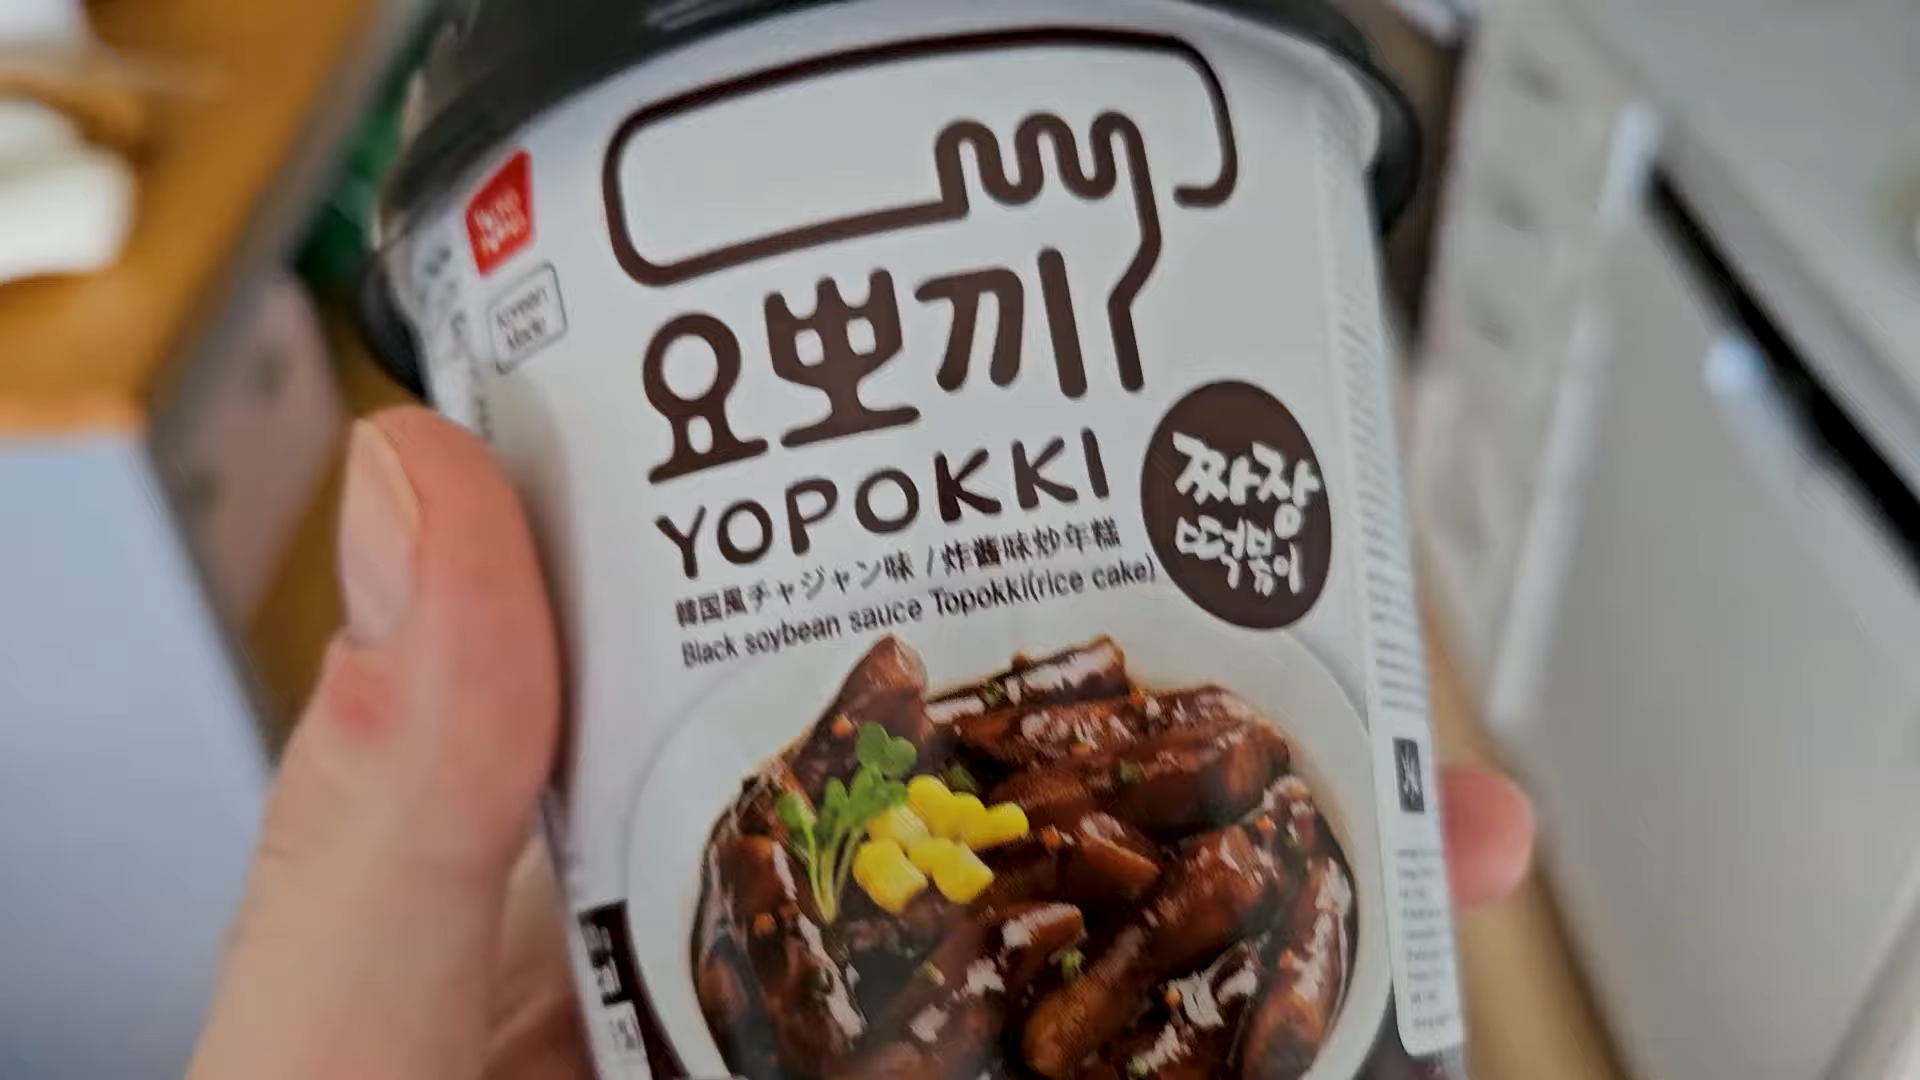 Korean
Made
요뽀끼
YOPOKKI
짜장
떡볶이
韓国風チャジャン味 / 炸醬味炒年糕
Black soybean sauce Topokki(rice cake)